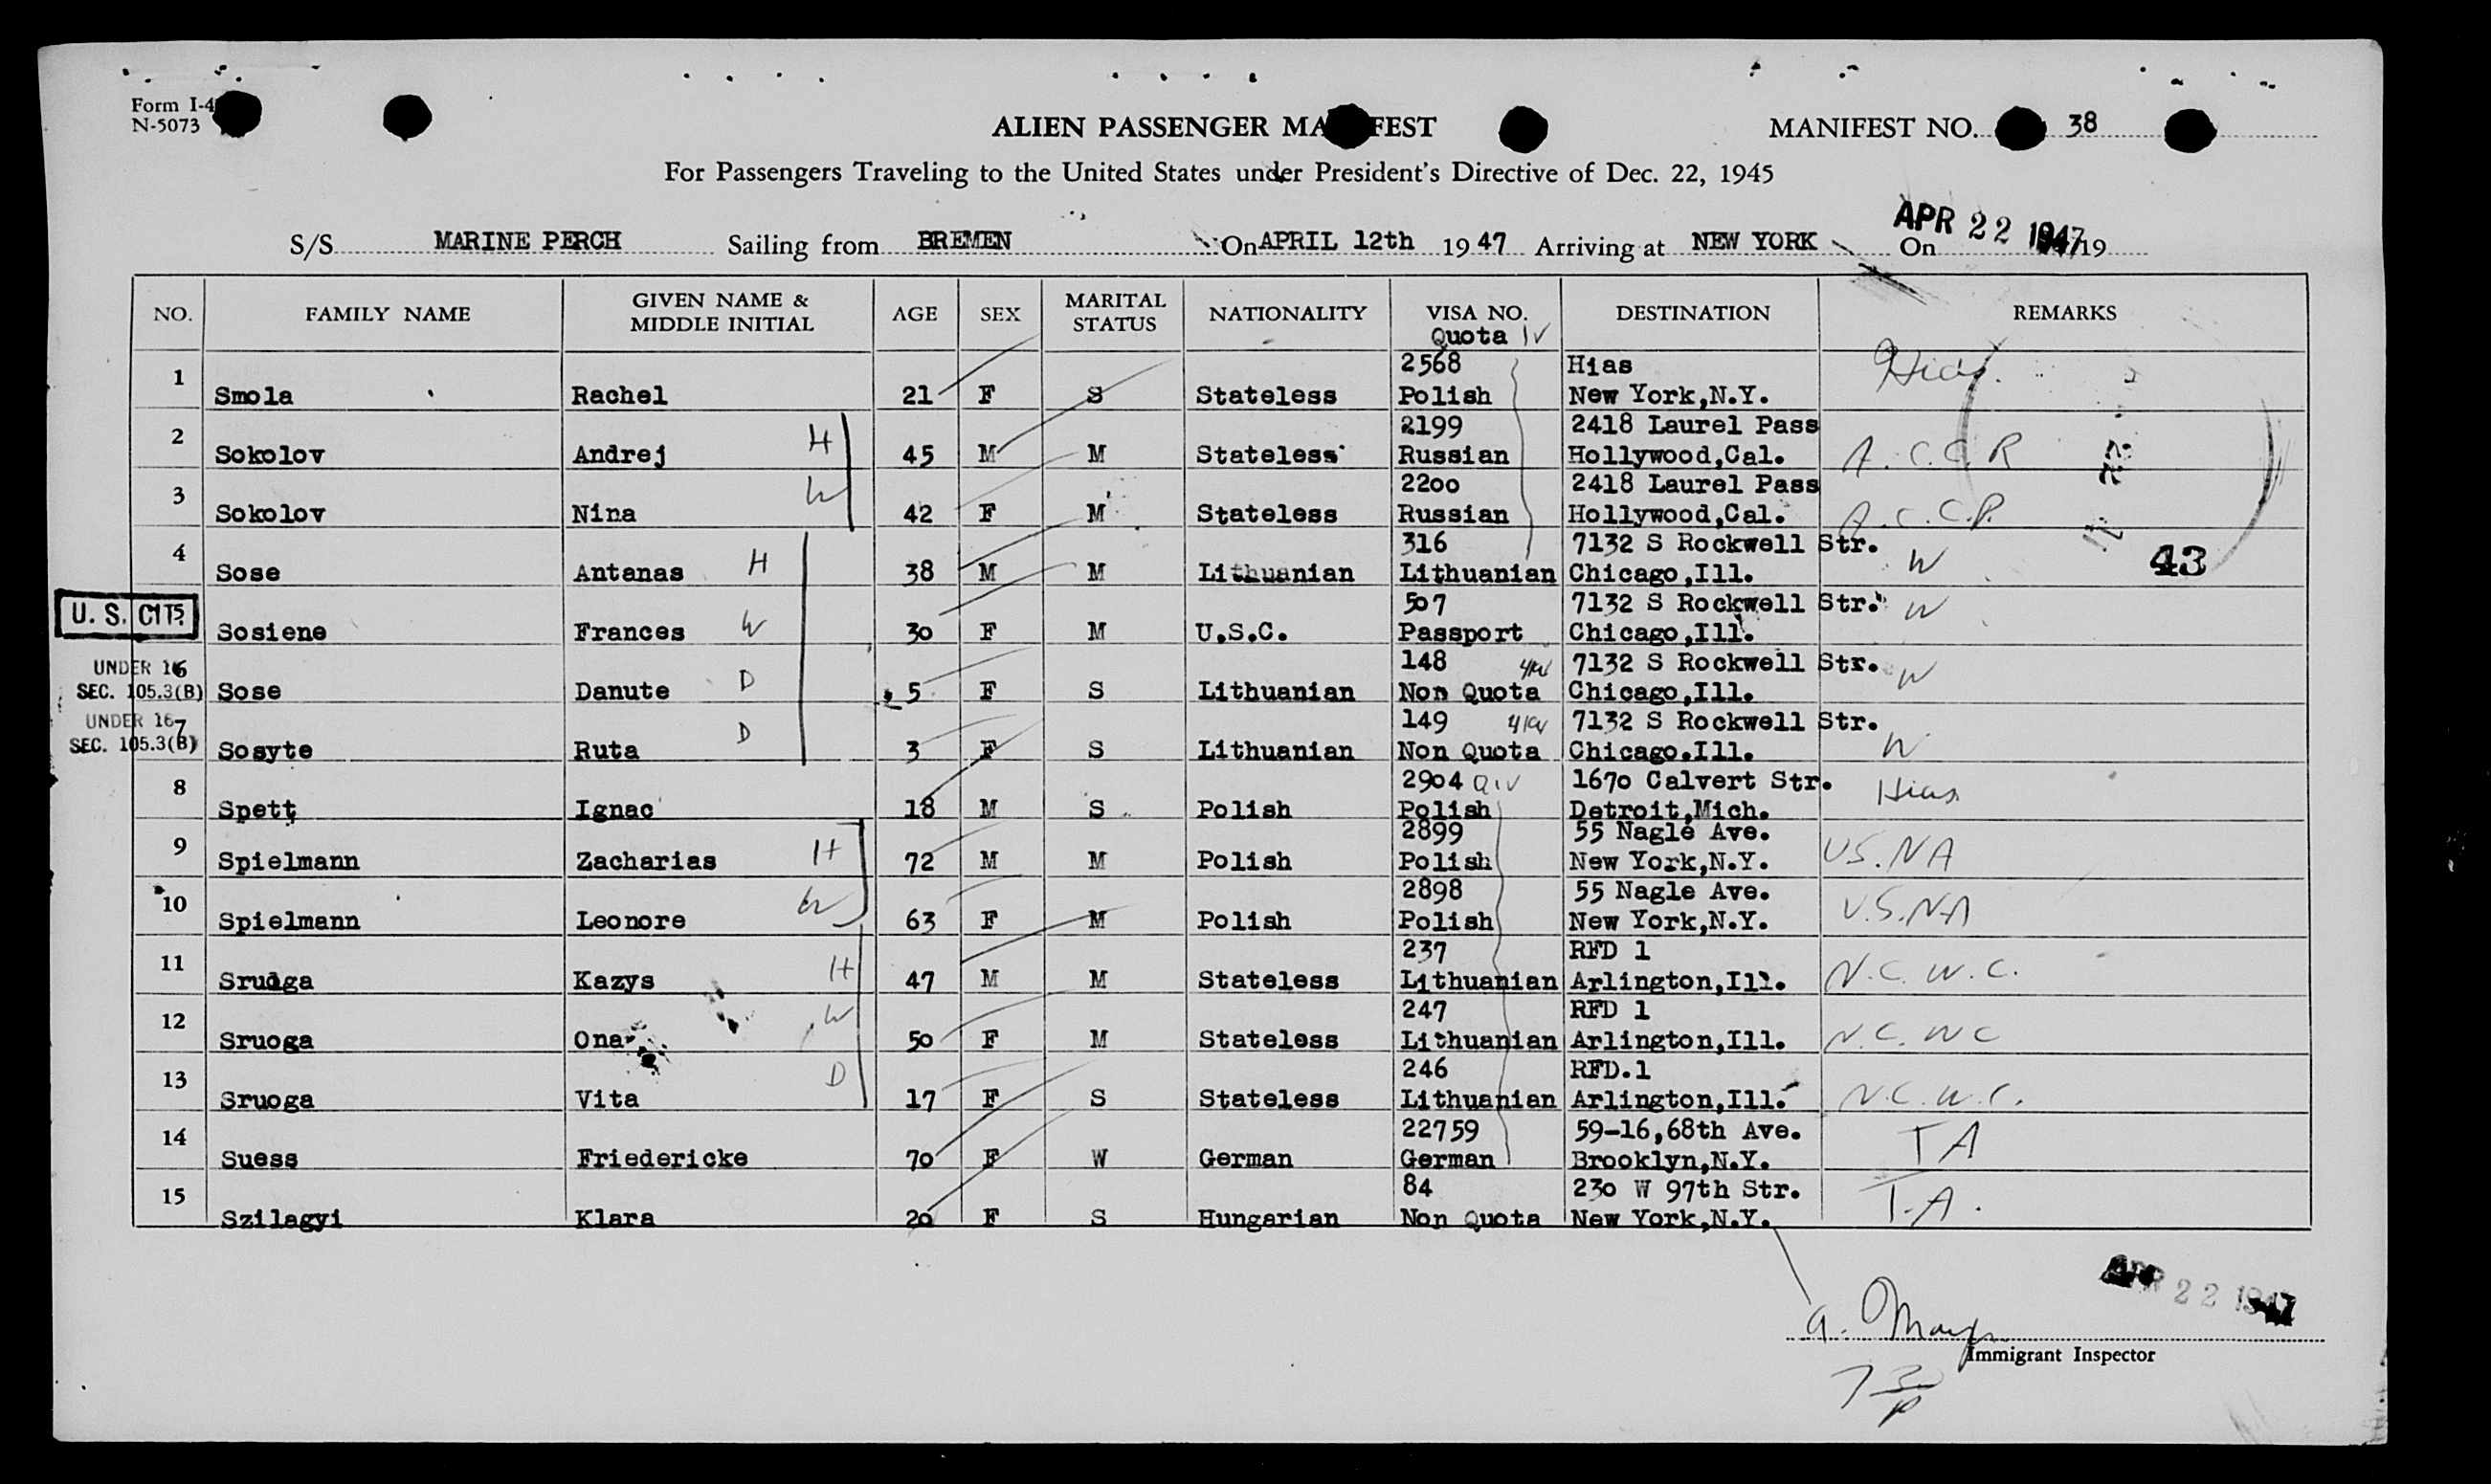 Form I-4
N-5073
ALIEN PASSENGER MA FEST
MANIFEST NO. 38
For Passengers Traveling to the United States under President's Directive of Dec. 22, 1945
S/S MARINE PERCH Sailing from BREMEN On APRIL 12th 19 47 Arriving at NEW YORK On APR 22 1947 19
NO. FAMILY NAME GIVEN NAME & MIDDLE INITIAL AGE SEX MARITAL STATUS NATIONALITY VISA NO. DESTINATION REMARKS
Quota IV
2568 Hias
1 Smola Rachel 21 F S Stateless Polish New York,N.Y. Hias.
2199 2418 Laurel Pass
2 Sokolov Andrej H 45 M M Stateless Russian Hollywood,Cal. A.C.C.R
2200 2418 Laurel Pass
3 Sokolov Nina W 42 F M Stateless Russian Hollywood,Cal. A.C.C.R.
316 7132 S Rockwell Str.
4 Sose Antanas H 38 M M Lithuanian Lithuanian Chicago,Ill. W 43
507 7132 S Rockwell Str.
U. S. CIT. 5 Sosiene Frances W 30 F M U.S.C. Passport Chicago,Ill. W
UNDER 16 6 148 7132 S Rockwell Str.
SEC. 105.3(B) Sose Danute D 5 F S Lithuanian Non Quota Chicago,Ill. W
UNDER 16 7 149 7132 S Rockwell Str.
SEC. 105.3(B) Sosyte Ruta D 3 F S Lithuanian Non Quota Chicago.Ill. W
2904 QIV 1670 Calvert Str.
8 Spett Ignac 18 M S Polish Polish Detroit,Mich. Hias
2899 55 Nagle Ave.
9 Spielmann Zacharias H 72 M M Polish Polish New York,N.Y. US.NA
2898 55 Nagle Ave.
10 Spielmann Leonore W 63 F M Polish Polish New York,N.Y. U.S.NA
237 RFD 1
11 Srudga Kazys H 47 M M Stateless Lithuanian Arlington,Ill. N.C.W.C.
247 RFD 1
12 Sruoga Ona W 50 F M Stateless Lithuanian Arlington,Ill. N.C.WC
246 RFD.1
13 Sruoga Vita D 17 F S Stateless Lithuanian Arlington,Ill. N.C.W.C.
22759 59-16,68th Ave.
14 Suess Friedericke 70 F W German German Brooklyn,N.Y. TA
84 230 W 97th Str.
15 Szilagyi Klara 20 F S Hungarian Non Quota New York,N.Y. T.A.
APR 22 1947
Immigrant Inspector